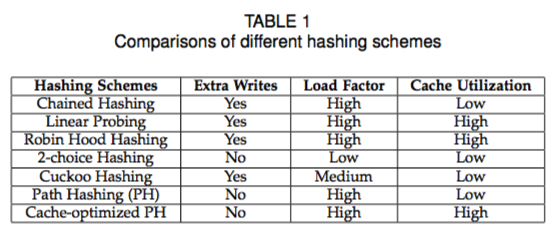 TABLE 1
Comparisons of different hashing schemes
Hashing Schemes Extra Writes Load Factor Cache Utilization
Chained Hashing Yes High Low
Linear Probing Yes High High
Robin Hood Hashing Yes High High
2-choice Hashing No Low Low
Cuckoo Hashing Yes Medium Low
Path Hashing (PH) No High Low
Cache-optimized PH No High High